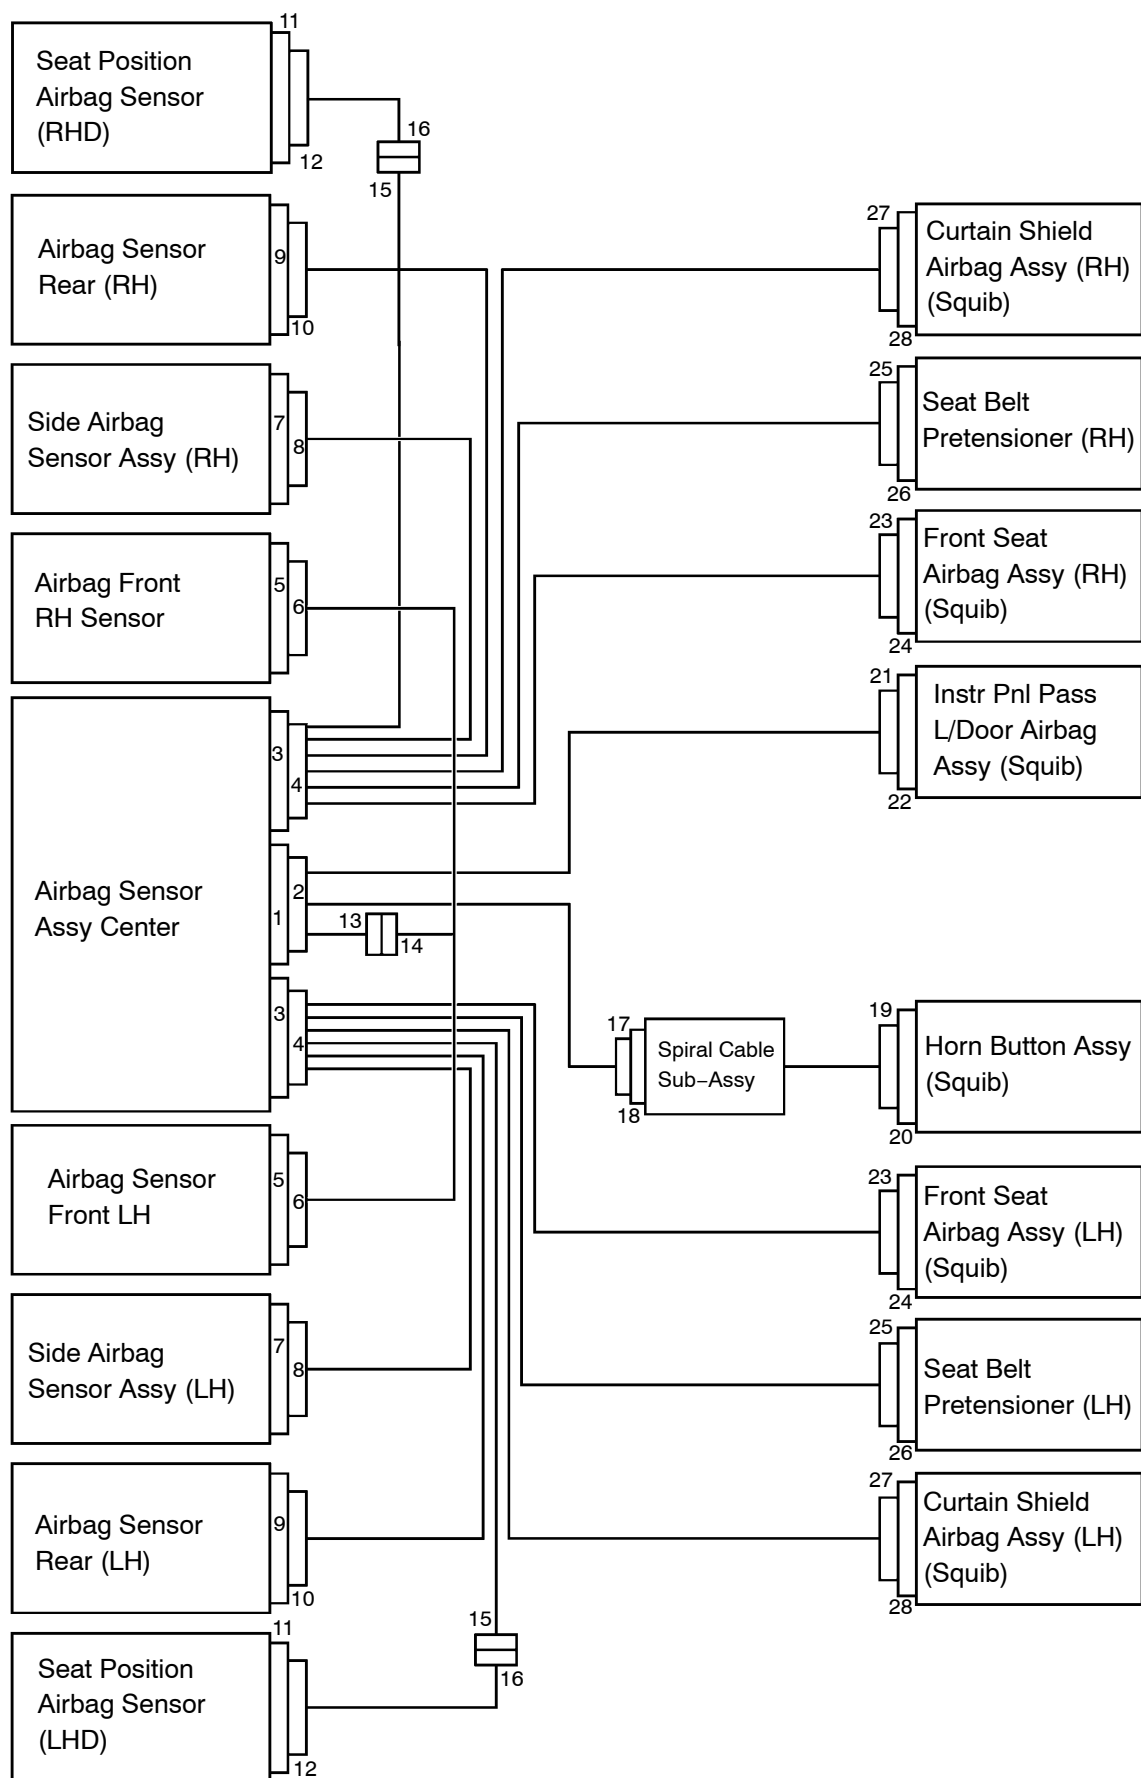 11
Seat Position
Airbag Sensor
(RHD)
12
16
15
Airbag Sensor
Rear (RH)
9
10
Side Airbag
Sensor Assy (RH)
7
8
Airbag Front
RH Sensor
5
6
Airbag Sensor
Assy Center
3
4
2
1
13
14
3
4
Airbag Sensor
Front LH
5
6
Side Airbag
Sensor Assy (LH)
7
8
Airbag Sensor
Rear (LH)
9
10
11
Seat Position
Airbag Sensor
(LHD)
12
15
16
27
Curtain Shield
Airbag Assy (RH)
(Squib)
28
25
Seat Belt
Pretensioner (RH)
26
23
Front Seat
Airbag Assy (RH)
(Squib)
24
21
Instr Pnl Pass
L/Door Airbag
Assy (Squib)
22
17
Spiral Cable
Sub−Assy
18
19
Horn Button Assy
(Squib)
20
23
Front Seat
Airbag Assy (LH)
(Squib)
24
25
Seat Belt
Pretensioner (LH)
26
27
Curtain Shield
Airbag Assy (LH)
(Squib)
28